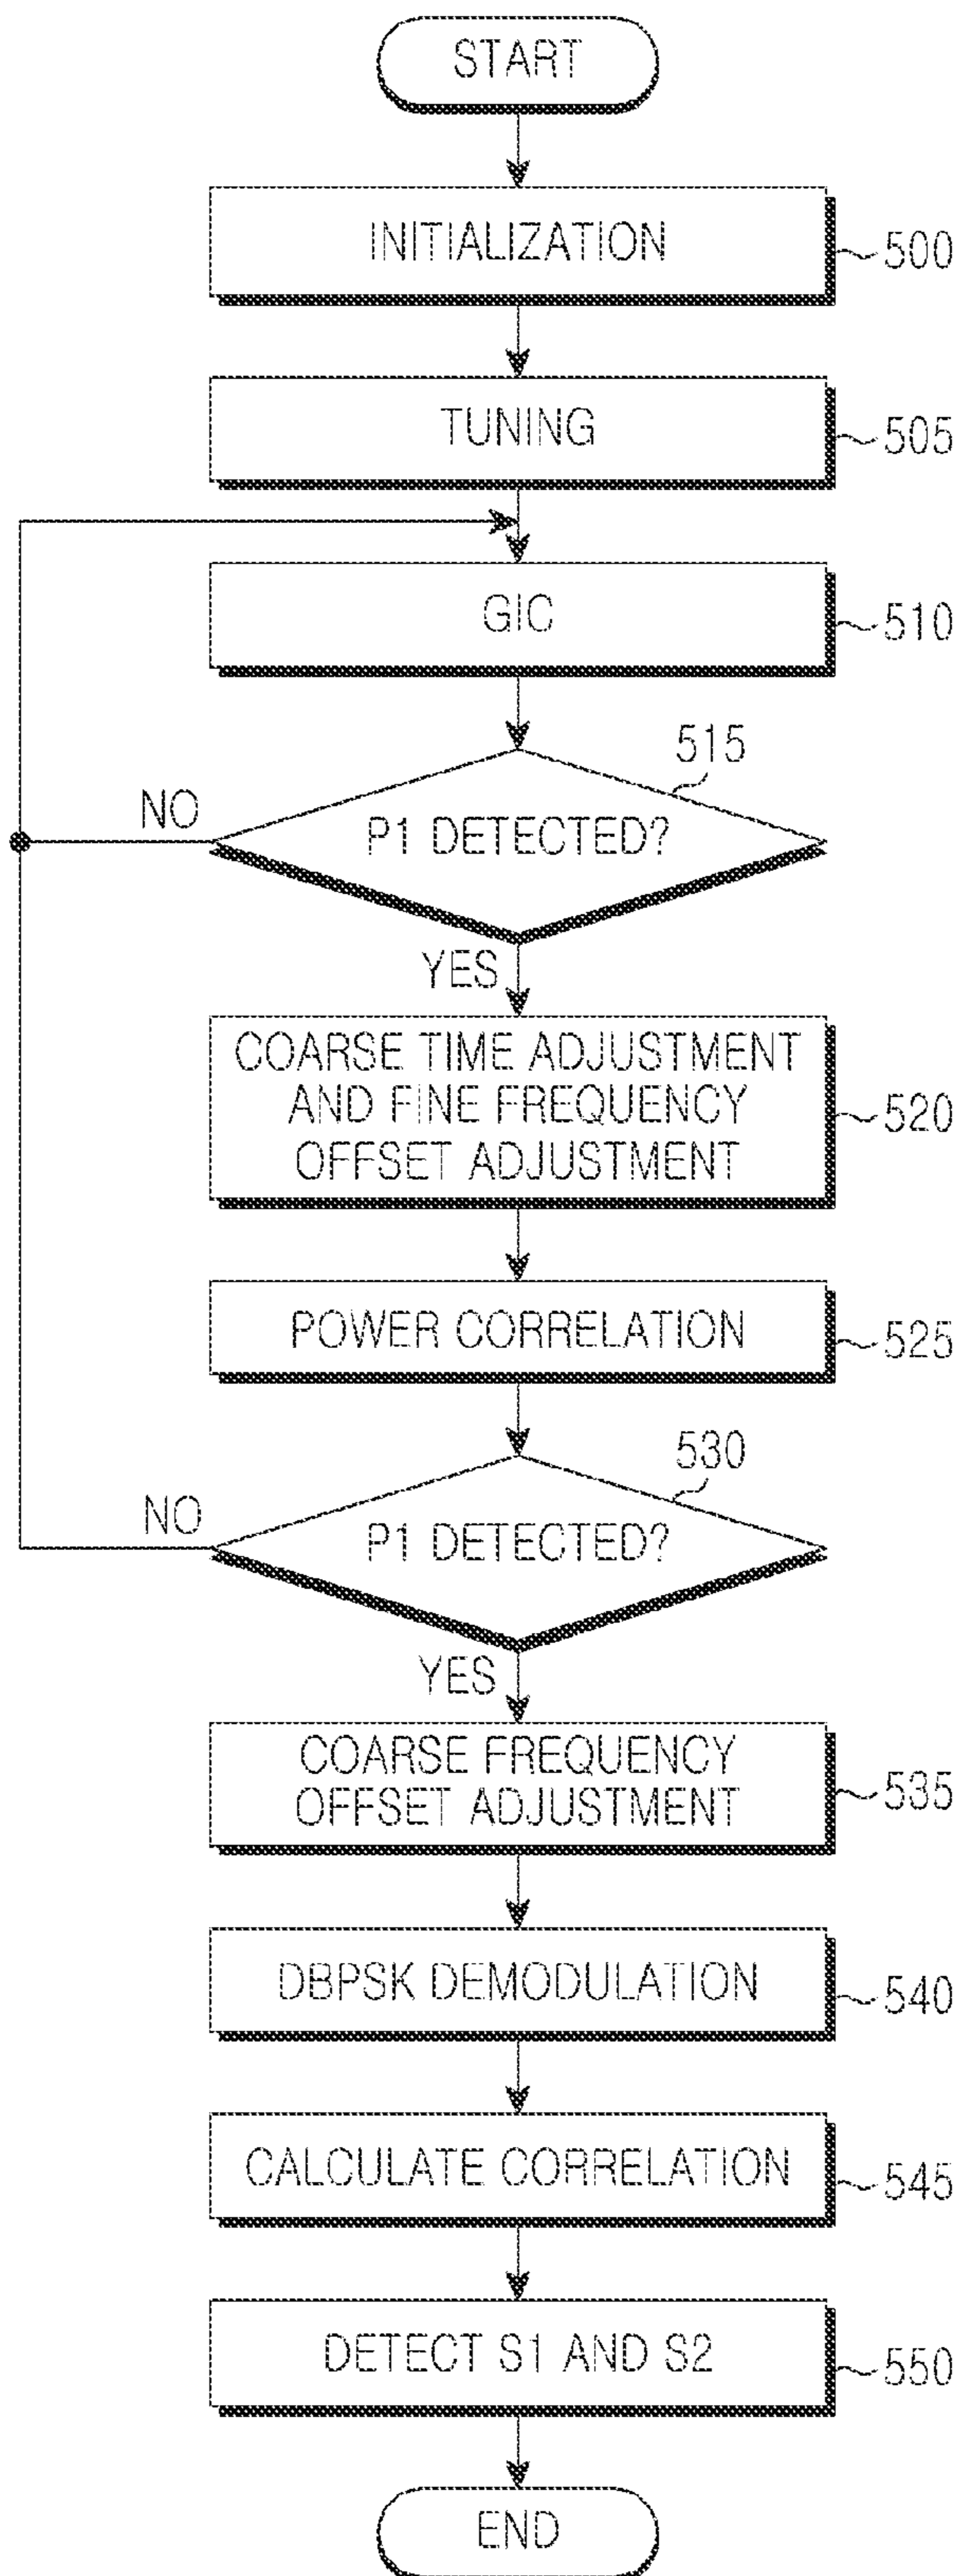 START
INITIALIZATION
500
TUNING
505
GIC
510
515
P1 DETECTED?
NO
YES
COARSE TIME ADJUSTMENT
AND FINE FREQUENCY
OFFSET ADJUSTMENT
520
POWER CORRELATION
525
530
P1 DETECTED?
NO
YES
COARSE FREQUENCY
OFFSET ADJUSTMENT
535
DBPSK DEMODULATION
540
CALCULATE CORRELATION
545
DETECT S1 AND S2
550
END